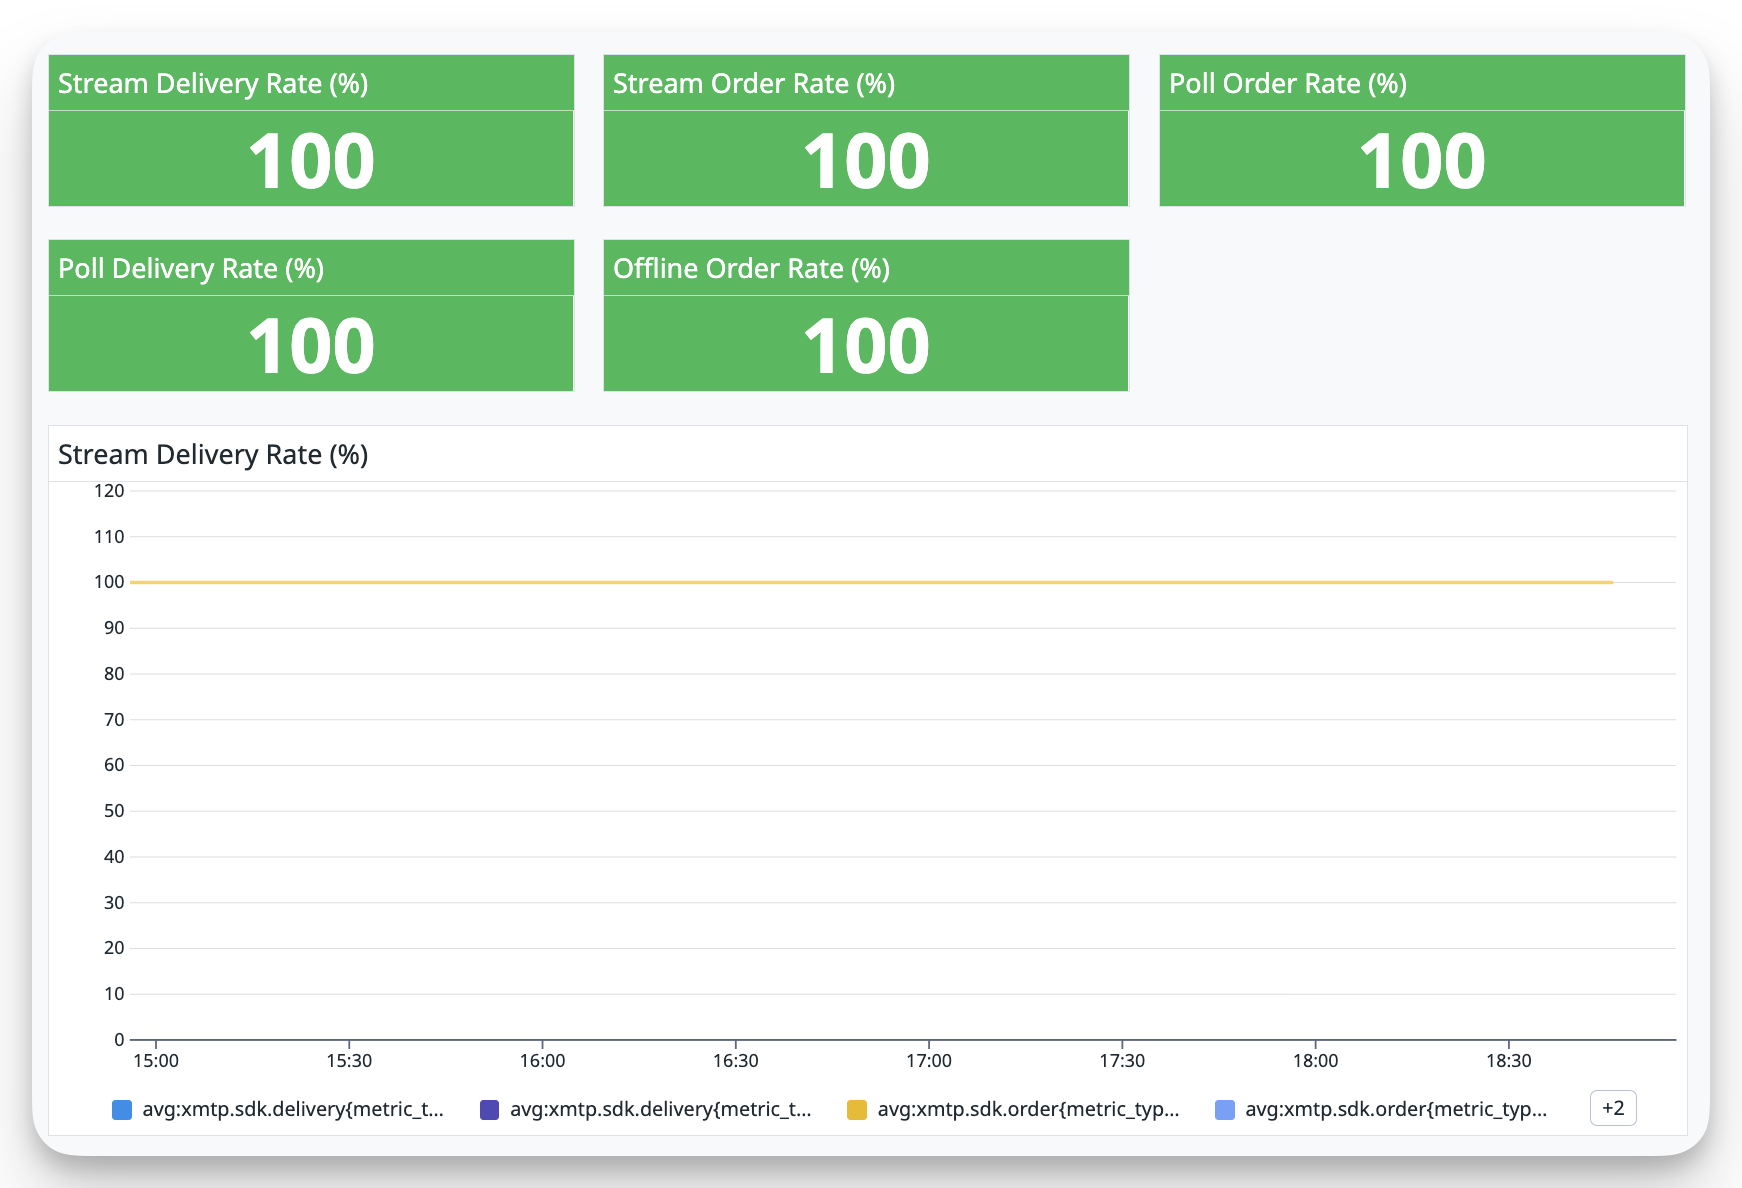 Stream Delivery Rate (%)
100
Stream Order Rate (%)
100
Poll Order Rate (%)
100
Poll Delivery Rate (%)
100
Offline Order Rate (%)
100
Stream Delivery Rate (%)
120
110
100
90
80
70
60
50
40
30
20
10
0
15:00 15:30 16:00 16:30 17:00 17:30 18:00 18:30
avg:xmtp.sdk.delivery{metric_t... avg:xmtp.sdk.delivery{metric_t... avg:xmtp.sdk.order{metric_typ... avg:xmtp.sdk.order{metric_typ... +2